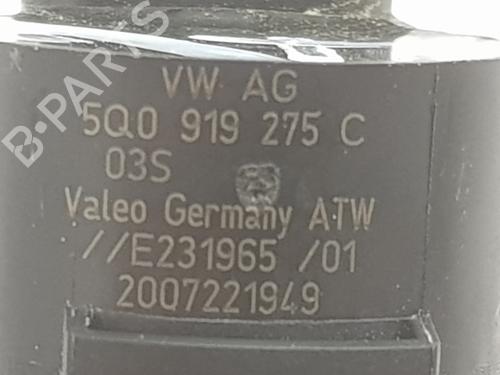 VW AG
5Q0 919 275 C
03S
Valeo Germany ATW
//E231965 /01
2007221949
B-PARTS